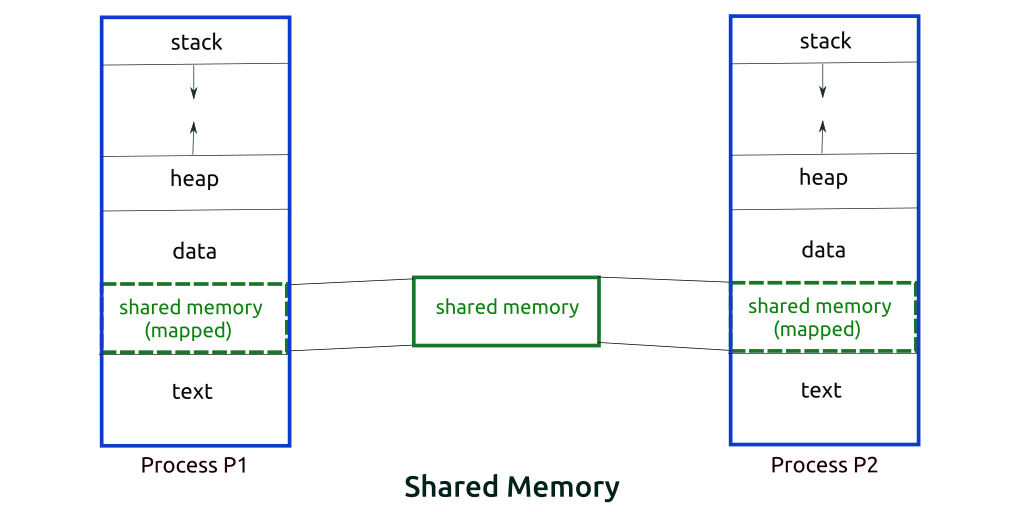 stack
heap
data
shared memory
(mapped)
text
Process P1
shared memory
stack
heap
data
shared memory
(mapped)
text
Process P2
Shared Memory